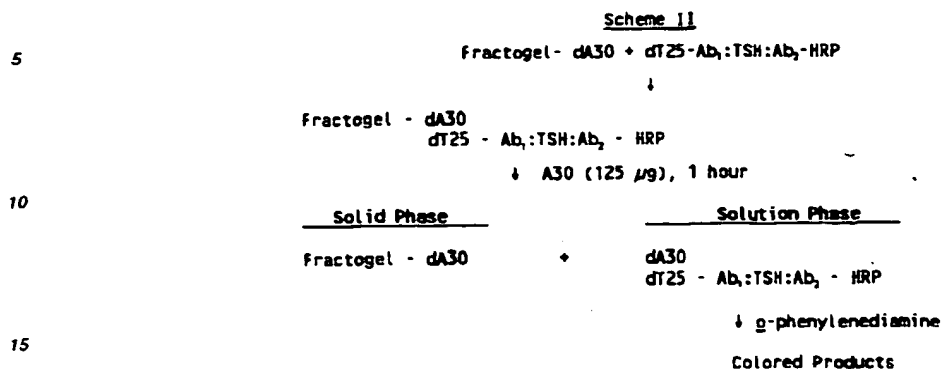 Scheme II
5
Fractogel- dA30 + dT25-Ab₁:TSH:Ab₂-HRP
↓
Fractogel - dA30
dT25 - Ab₁:TSH:Ab₂ - HRP
↓ A30 (125 µg), 1 hour
10
Solid Phase Solution Phase
Fractogel - dA30 + dA30
dT25 - Ab₁:TSH:Ab₂ - HRP
↓ o-phenylenediamine
15
Colored Products